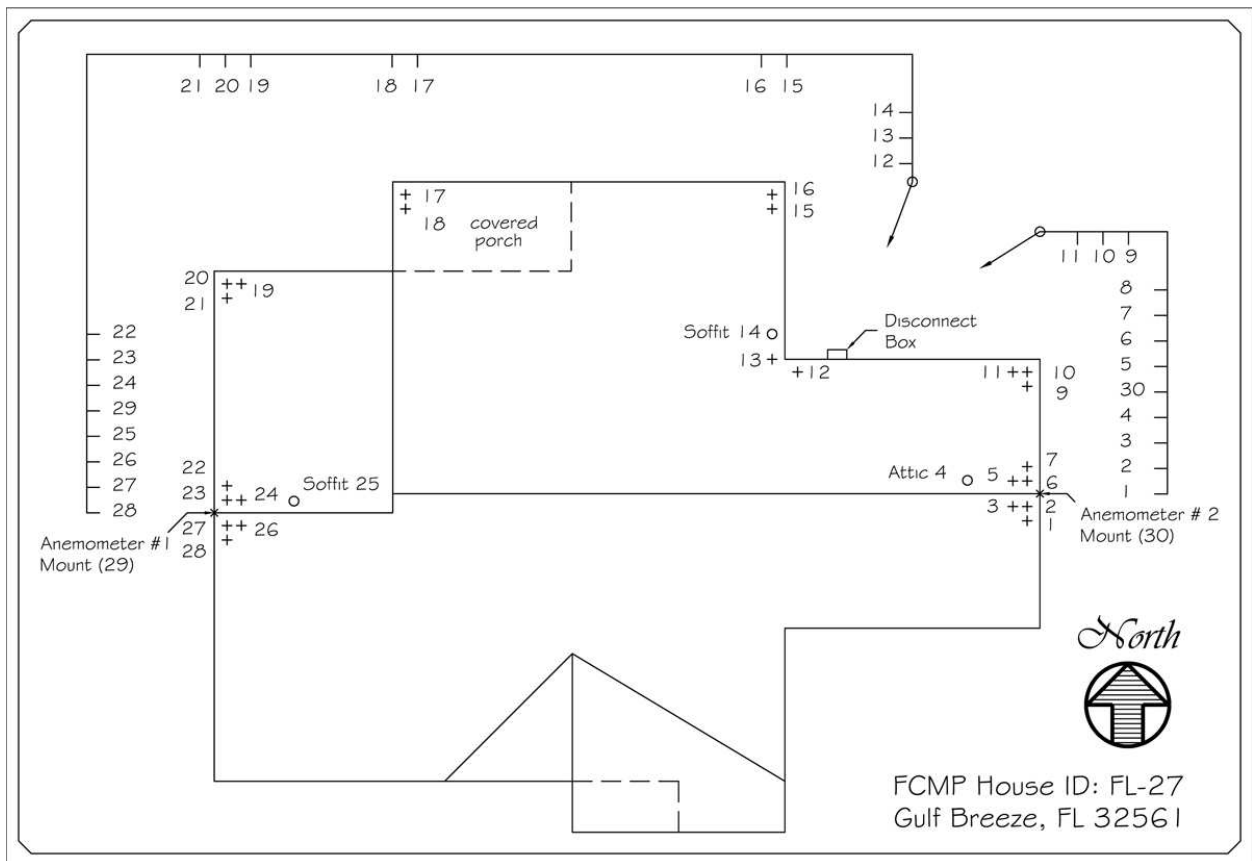 21 20 19 18 17 16 15
14
13
12
17
18
covered
porch
16
15
11 10 9
20
21
19
8
7
6
5
30
4
3
2
1
22
23
24
29
25
26
27
28
Soffit 14
13
Disconnect
Box
12
11
10
9
22
23
24
Soffit 25
Attic 4
5
7
6
3
2
1
27
28
26
Anemometer #1
Mount (29)
Anemometer # 2
Mount (30)
North
FCMP House ID: FL-27
Gulf Breeze, FL 32561